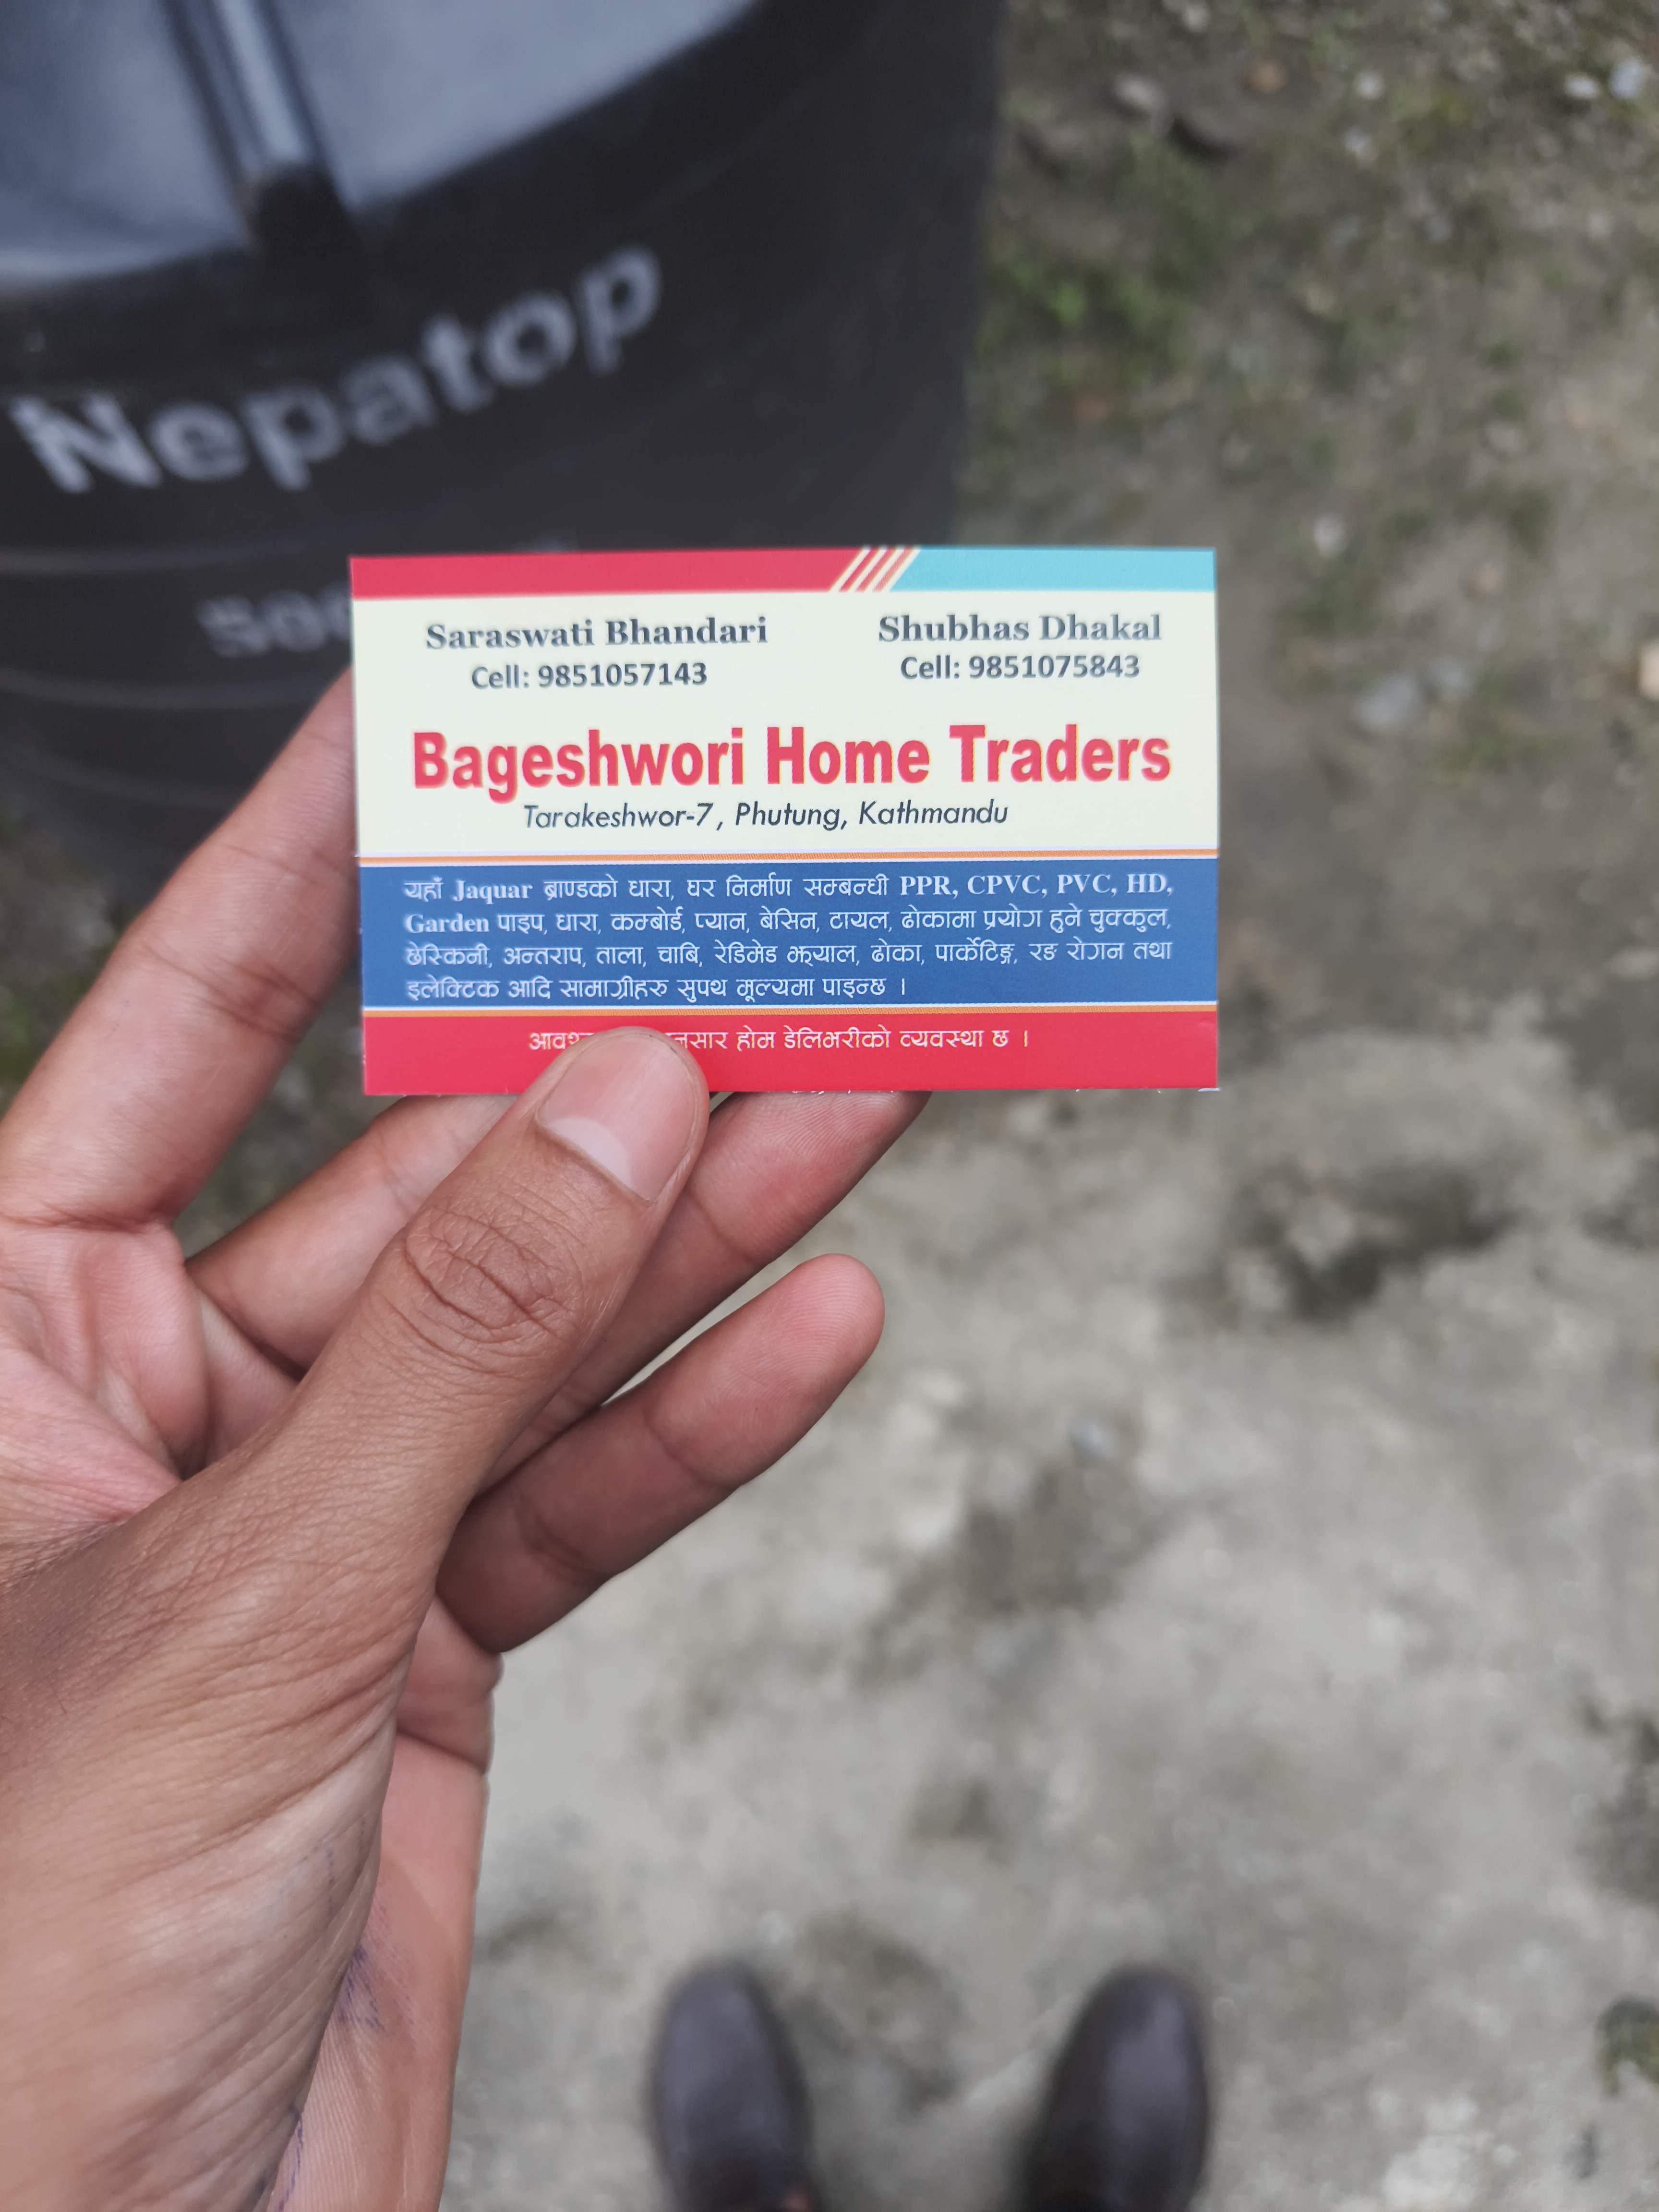 Nepatop
Saraswati Bhandari
Cell: 9851057143
Shubhas Dhakal
Cell: 9851075843
Bageshwori Home Traders
Tarakeshwor-7, Phutung, Kathmandu
यहाँ Jaquar ब्राण्डको धारा, घर निर्माण सम्बन्धी PPR, CPVC, PVC, HD,
Garden पाइप, धारा, कम्बोर्ड, प्यान, बेसिन, टायल, ढोकामा प्रयोग हुने चुक्कुल,
छेस्किनी, अन्तराप, ताला, चाबि, रेडिमेड झ्याल, ढोका, पार्केटिङ्ग, रङ रोगन तथा
इलेक्टिक आदि सामाग्रीहरु सुपथ मूल्यमा पाइन्छ ।
होम डेलिभरीको व्यवस्था छ ।